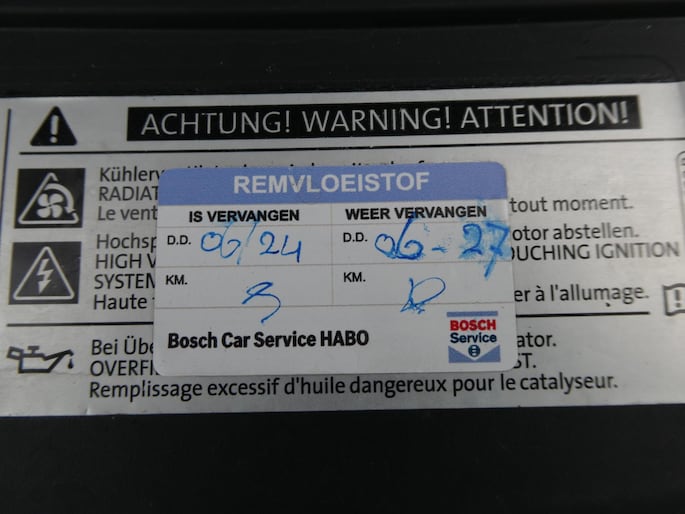 ACHTUNG! WARNING! ATTENTION!
Kühlerv
RADIAT
Le vent tout moment.
REMVLOEISTOF
IS VERVANGEN WEER VERVANGEN
D.D. 06/24 D.D. 06-27
KM. KM.
Bosch Car Service HABO
BOSCH
Service
Hochsp otor abstellen.
HIGH V OUCHING IGNITION
SYSTEM
Haute er à l'allumage.
Bei Übe ator.
OVERFI ST.
Remplissage excessif d'huile dangereux pour le catalyseur.